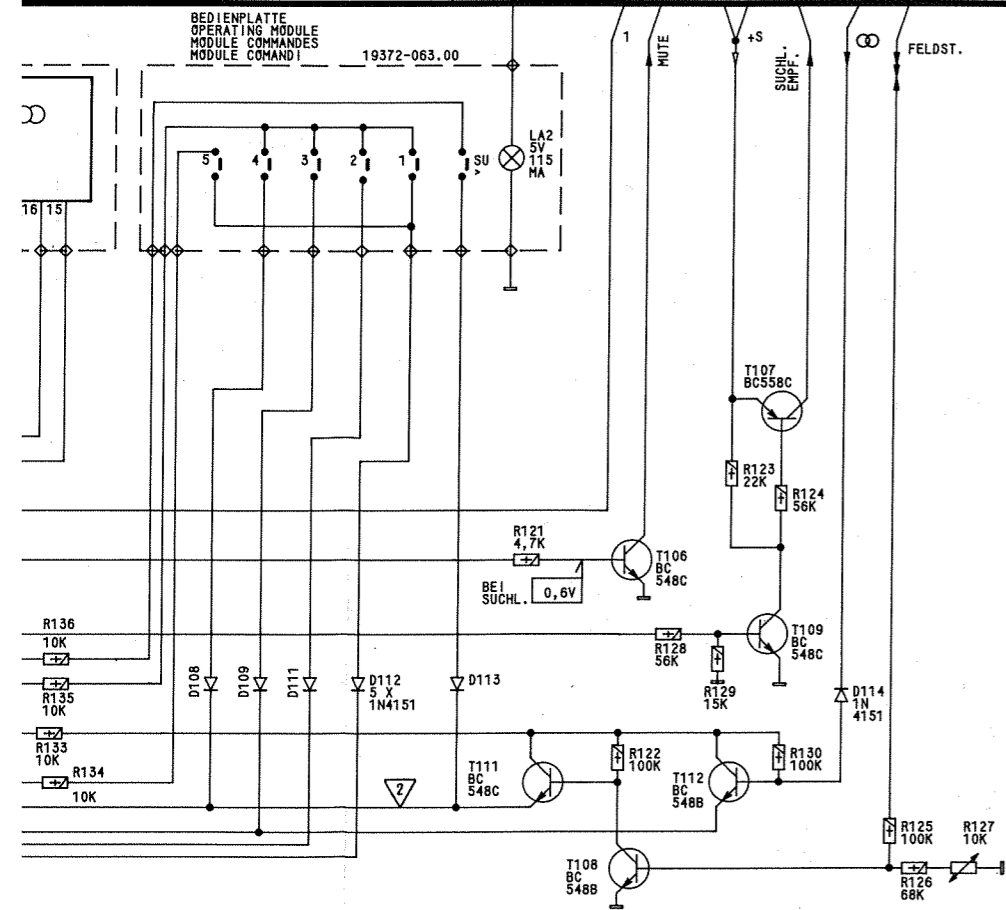 BEDIENPLATTE
OPERATING MODULE
MODULE COMMANDES
MODULE COMANDI
19372-063.00
1
MUTE
+S
SUCHL.
EMPF.
FELDST.
5
4
3
2
1
SU
>
LA2
5V
115
MA
16 15
T107
BC558C
R123
22K
R124
56K
R121
4,7K
T106
BC
548C
BEI
SUCHL.
0,6V
R136
10K
R128
56K
T109
BC
548C
R129
15K
D108
D109
D111
D112
5 X
1N4151
D113
D114
1N
4151
R135
10K
R133
10K
R134
10K
2
T111
BC
548C
R122
100K
T112
BC
548B
R130
100K
T108
BC
548B
R125
100K
R127
10K
R126
68K